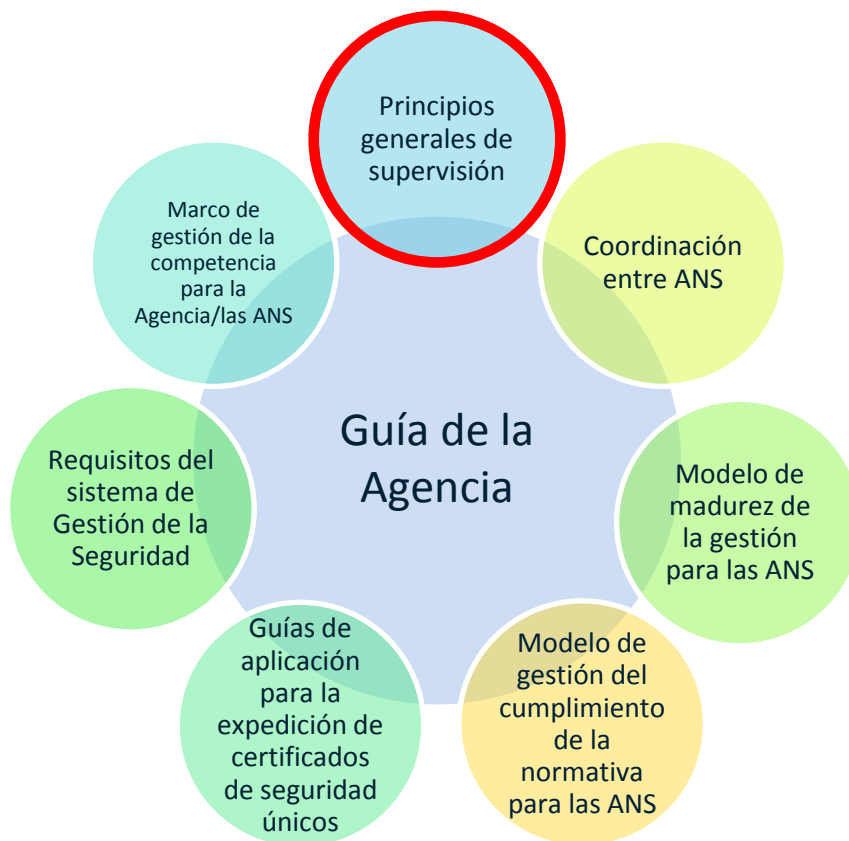 Principios
generales de
supervisión
Coordinación
entre ANS
Modelo de
madurez de
la gestión
para las ANS
Modelo de
gestión del
cumplimiento
de la
normativa
para las ANS
Guías de
aplicación
para la
expedición de
certificados
de seguridad
únicos
Requisitos del
sistema de
Gestión de la
Seguridad
Marco de
gestión de la
competencia
para la
Agencia/las ANS
Guía de la
Agencia